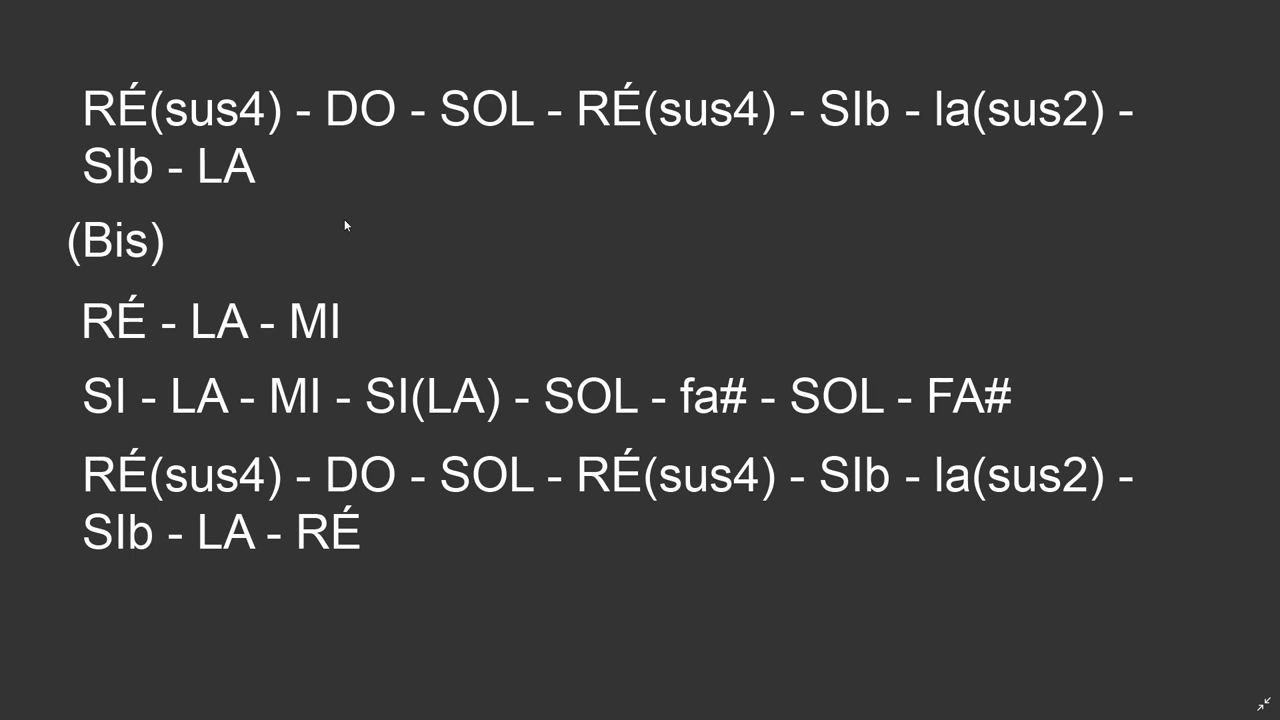 RÉ(sus4) - DO - SOL - RÉ(sus4) - SIb - la(sus2) -
SIb - LA
(Bis)
RÉ - LA - MI
SI - LA - MI - SI(LA) - SOL - fa# - SOL - FA#
RÉ(sus4) - DO - SOL - RÉ(sus4) - SIb - la(sus2) -
SIb - LA - RÉ